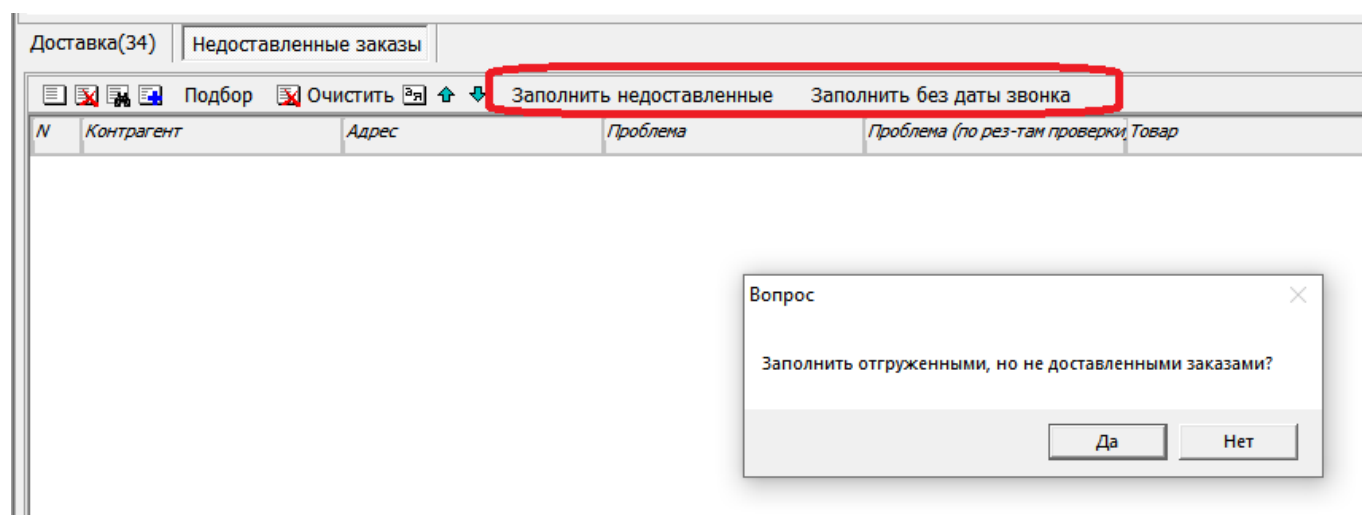 Доставка(34) Недоставленные заказы
Подбор Очистить Заполнить недоставленные Заполнить без даты звонка
N Контрагент Адрес Проблема Проблема (по рез-там проверки Товар
Вопрос
Заполнить отгруженными, но не доставленными заказами?
Да Нет